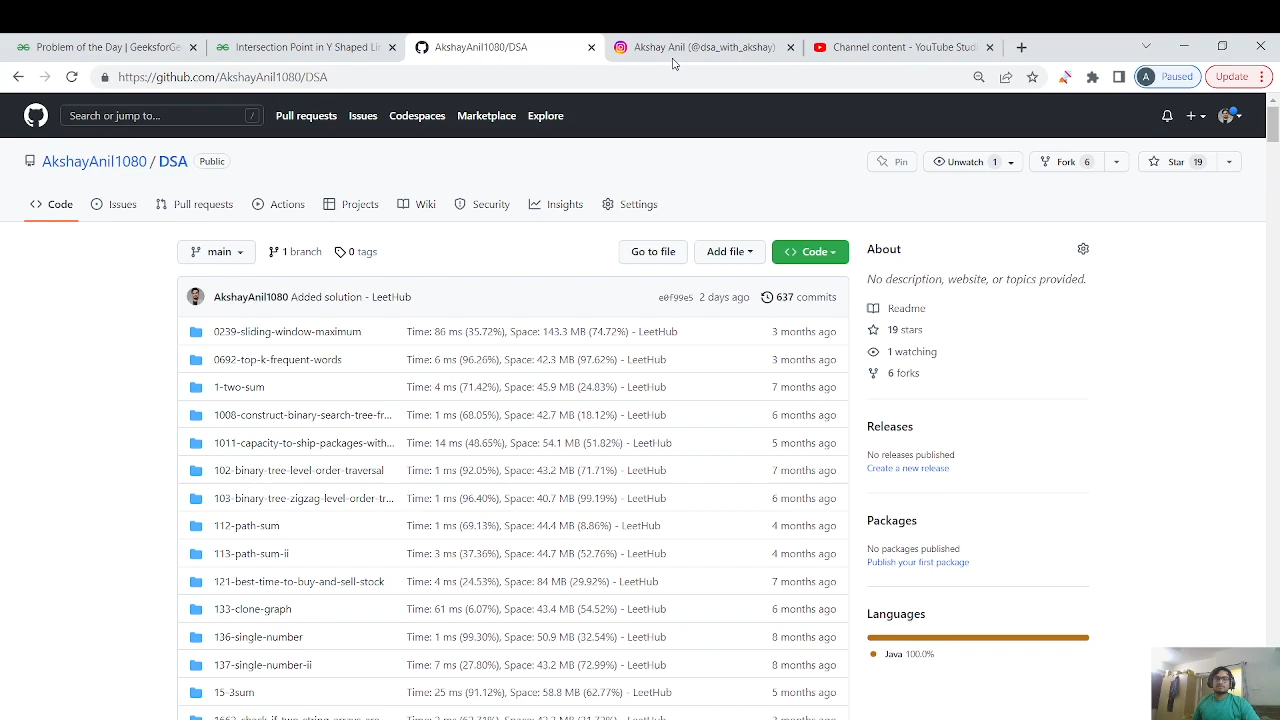 Problem of the Day | GeeksforGe
Intersection Point in Y Shaped Li
AkshayAnil1080/DSA
Akshay Anil (@dsa_with_akshay)
Channel content - YouTube Studi
https://github.com/AkshayAnil1080/DSA
A Paused
Update
Search or jump to...
/
Pull requests
Issues
Codespaces
Marketplace
Explore
AkshayAnil1080 / DSA
Public
Pin
Unwatch 1
Fork 6
Star 19
Code
Issues
Pull requests
Actions
Projects
Wiki
Security
Insights
Settings
main
1 branch
0 tags
Go to file
Add file
Code
About
No description, website, or topics provided.
AkshayAnil1080 Added solution - LeetHub e0f99e5 2 days ago 637 commits
Readme
19 stars
1 watching
6 forks
0239-sliding-window-maximum Time: 86 ms (35.72%), Space: 143.3 MB (74.72%) - LeetHub 3 months ago
0692-top-k-frequent-words Time: 6 ms (96.26%), Space: 42.3 MB (97.62%) - LeetHub 3 months ago
1-two-sum Time: 4 ms (71.42%), Space: 45.9 MB (24.83%) - LeetHub 7 months ago
1008-construct-binary-search-tree-fr... Time: 1 ms (68.05%), Space: 42.7 MB (18.12%) - LeetHub 6 months ago
1011-capacity-to-ship-packages-with... Time: 14 ms (48.65%), Space: 54.1 MB (51.82%) - LeetHub 5 months ago
102-binary-tree-level-order-traversal Time: 1 ms (92.05%), Space: 43.2 MB (71.71%) - LeetHub 7 months ago
103-binary-tree-zigzag-level-order-tr... Time: 1 ms (96.40%), Space: 40.7 MB (99.19%) - LeetHub 6 months ago
112-path-sum Time: 1 ms (69.13%), Space: 44.4 MB (8.86%) - LeetHub 4 months ago
113-path-sum-ii Time: 3 ms (37.36%), Space: 44.7 MB (52.76%) - LeetHub 4 months ago
121-best-time-to-buy-and-sell-stock Time: 4 ms (24.53%), Space: 84 MB (29.92%) - LeetHub 7 months ago
133-clone-graph Time: 61 ms (6.07%), Space: 43.4 MB (54.52%) - LeetHub 6 months ago
136-single-number Time: 1 ms (99.30%), Space: 50.9 MB (32.54%) - LeetHub 8 months ago
137-single-number-ii Time: 7 ms (27.80%), Space: 43.2 MB (72.99%) - LeetHub 8 months ago
15-3sum Time: 25 ms (91.12%), Space: 58.8 MB (62.77%) - LeetHub 5 months ago
Releases
No releases published
Create a new release
Packages
No packages published
Publish your first package
Languages
Java 100.0%